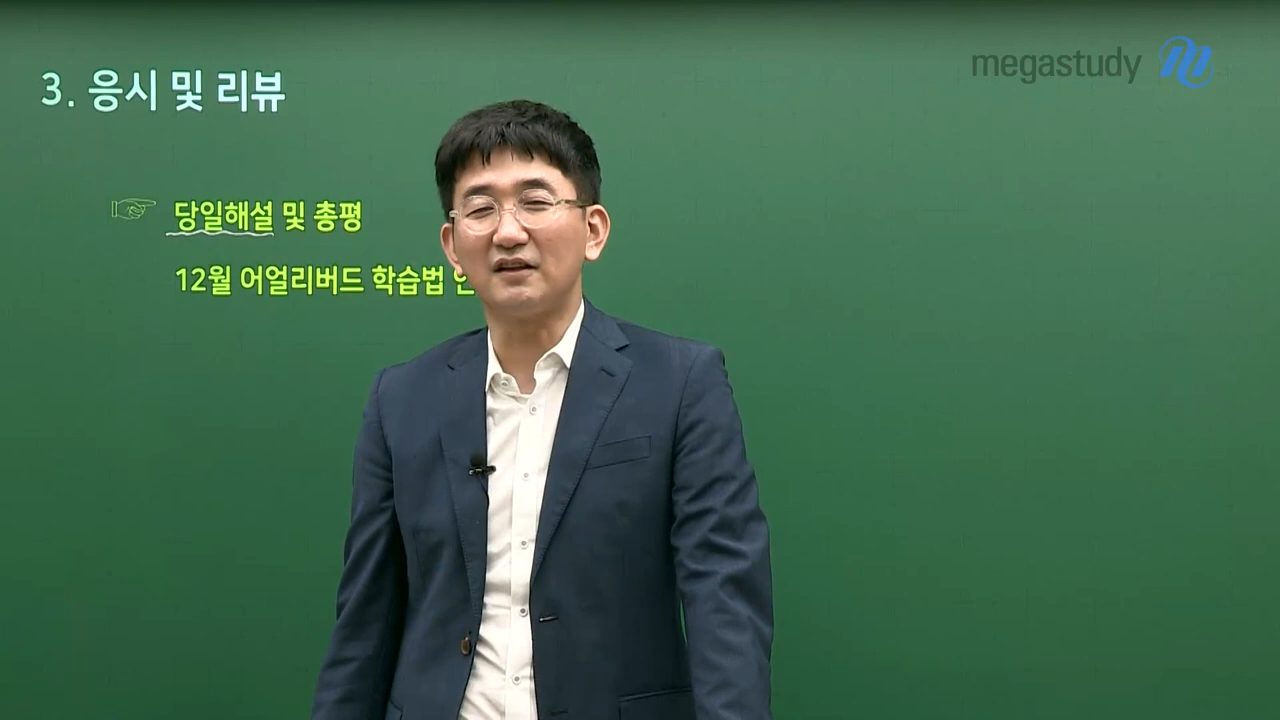 megastudy
3. 응시 및 리뷰
당일해설 및 총평
12월 어얼리버드 학습법